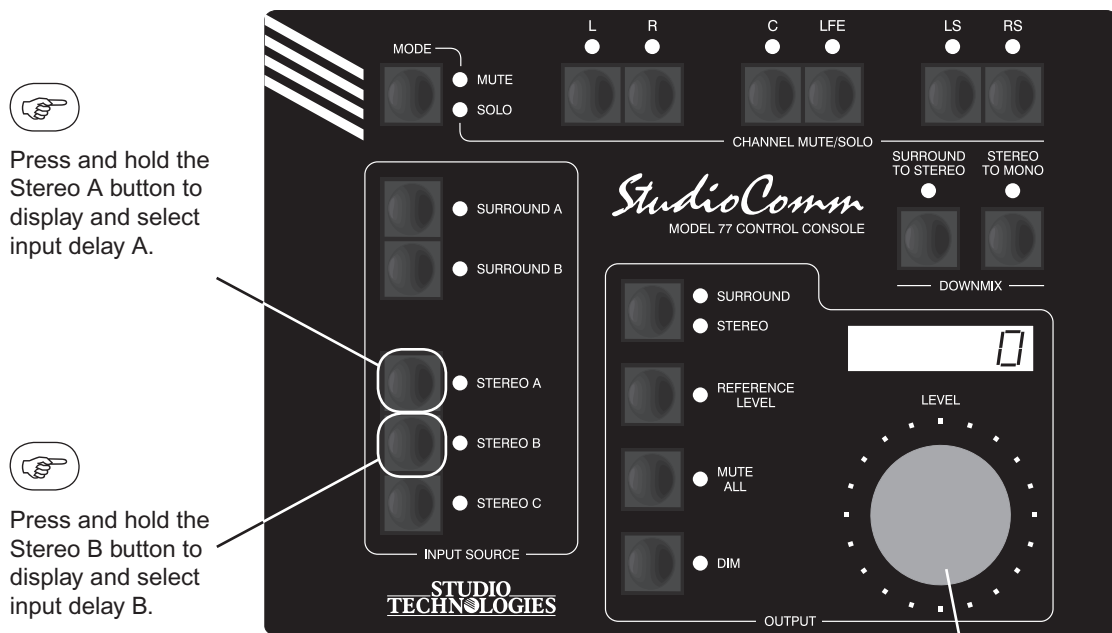 L R C LFE LS RS
MODE
MUTE
SOLO
CHANNEL MUTE/SOLO
Press and hold the
Stereo A button to
display and select
input delay A.
SURROUND A
SURROUND B
STEREO A
STEREO B
STEREO C
INPUT SOURCE
Press and hold the
Stereo B button to
display and select
input delay B.
StudioComm
MODEL 77 CONTROL CONSOLE
SURROUND
TO STEREO
STEREO
TO MONO
DOWNMIX
SURROUND
STEREO
REFERENCE
LEVEL
MUTE
ALL
DIM
0
LEVEL
OUTPUT
STUDIO
TECHNOLOGIES